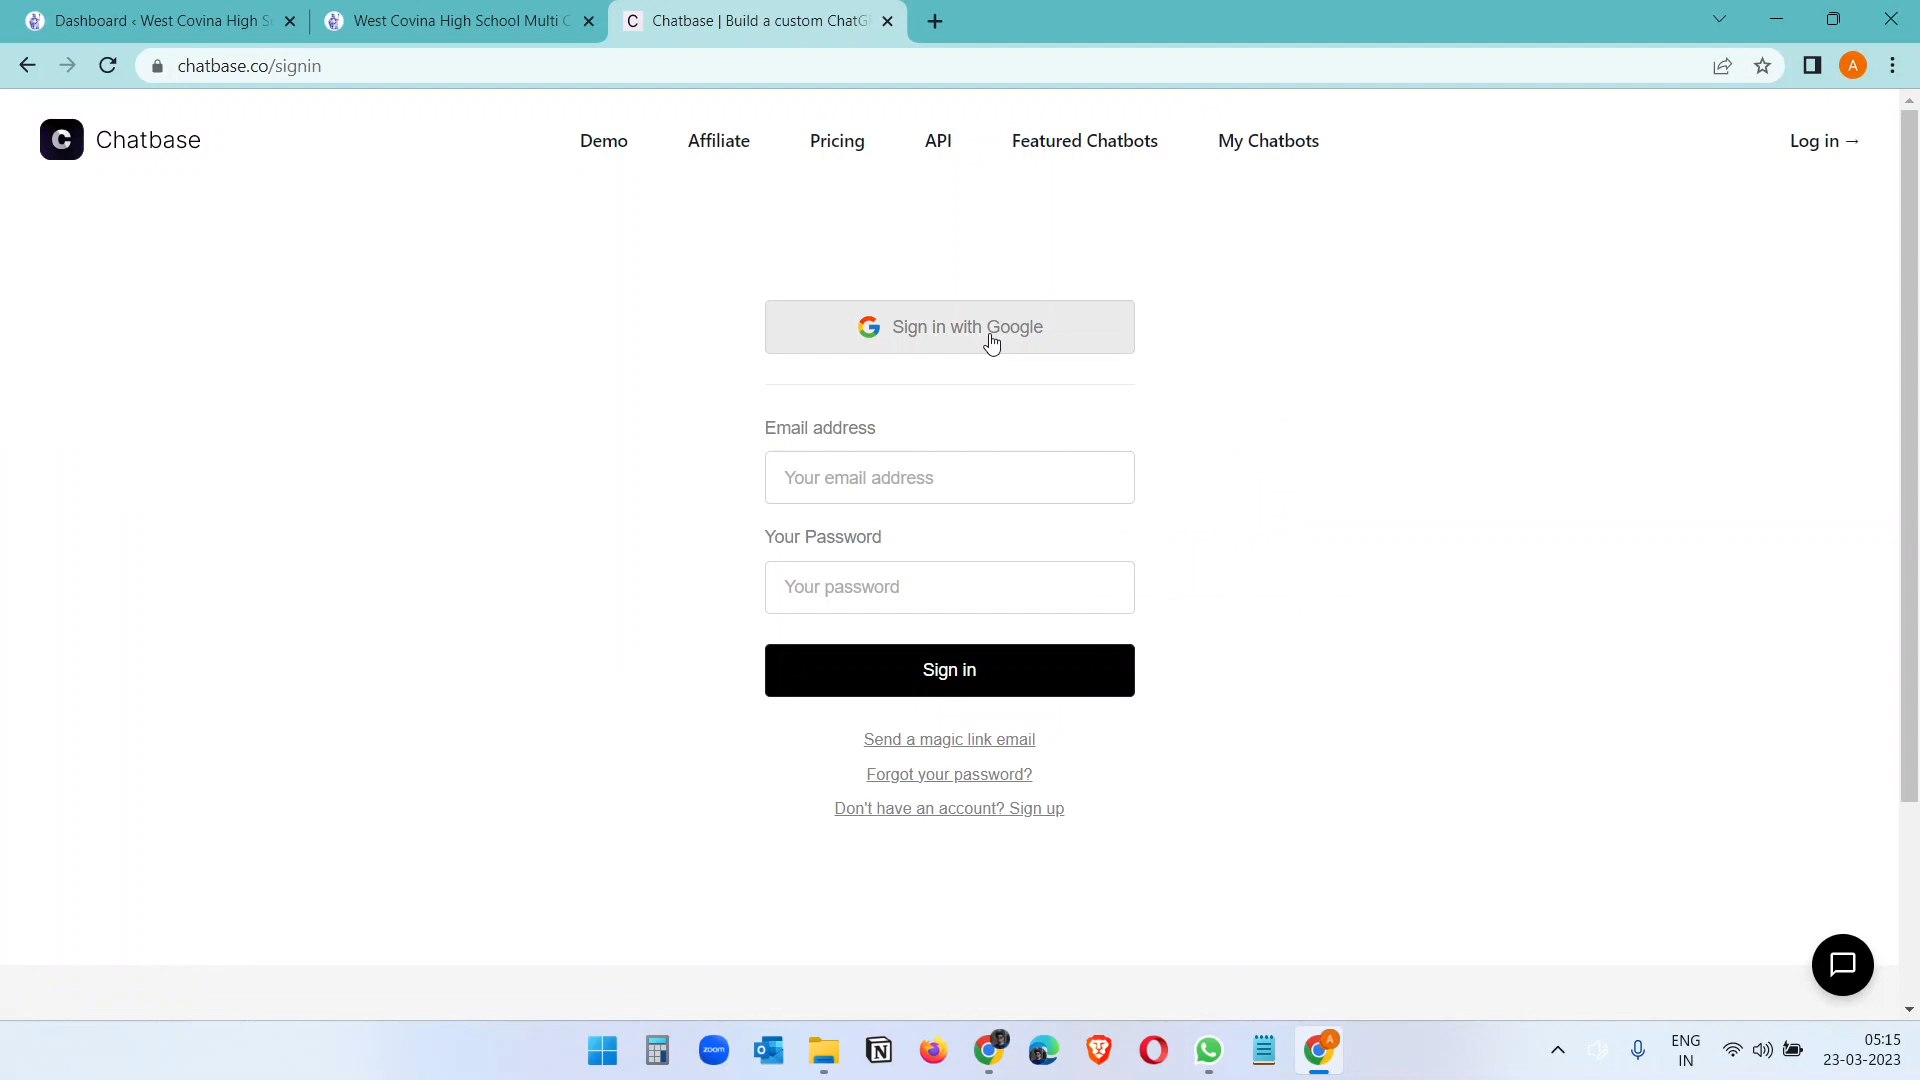 Dashboard ‹ West Covina High S
West Covina High School Multi C
C Chatbase | Build a custom ChatG
chatbase.co/signin
A
C Chatbase
Demo
Affiliate
Pricing
API
Featured Chatbots
My Chatbots
Log in →
Sign in with Google
Email address
Your email address
Your Password
Your password
Sign in
Send a magic link email
Forgot your password?
Don't have an account? Sign up
zoom
A
ENG
IN
05:15
23-03-2023